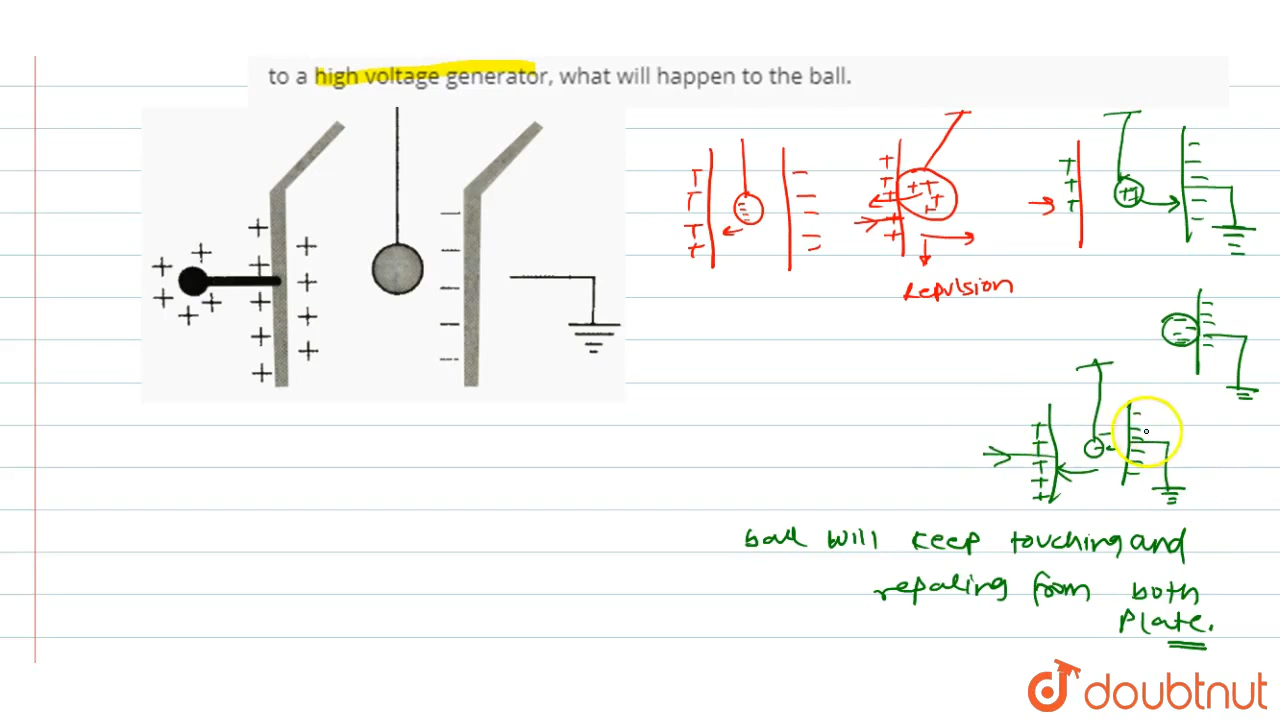 to a high voltage generator, what will happen to the ball.
Repulsion
ball will keep touching and
repaling from both
plate.
doubtnut